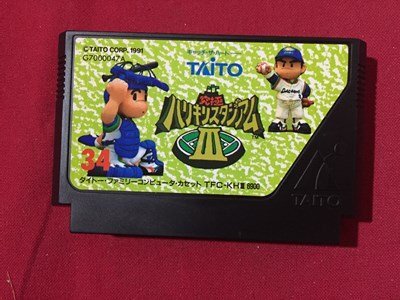 ©TAITO CORP. 1991
G7000047A
キャッチ・ザ・ハート
TAITO
究極
ハリキリスタジアム
III
34
タイトー・ファミリーコンピュータ・カセット TFC-KHⅢ 6900
TAITO